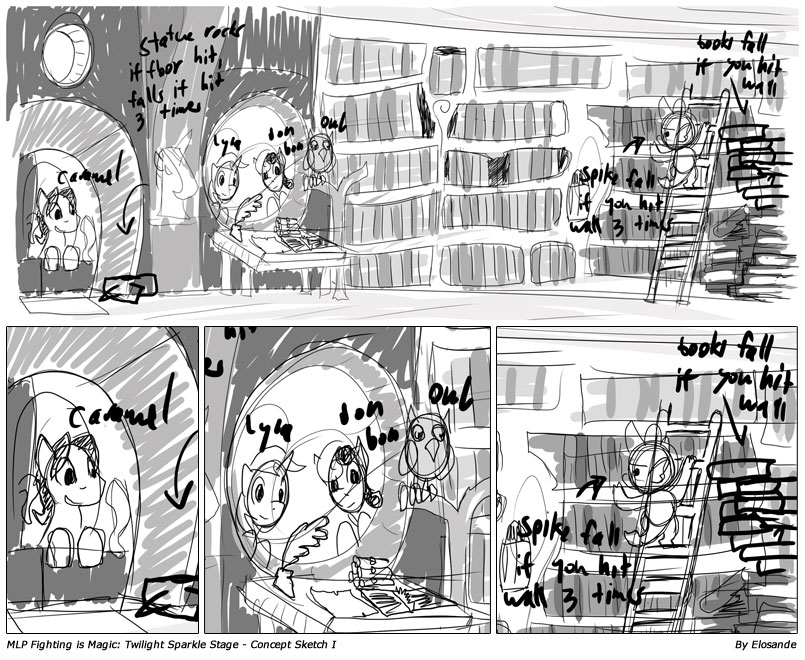 statue rocks
if floor hit,
falls if hit
3
times
caramel
lyra
bon
bon
owl
books fall
if you hit
wall
Spike fall
if you hit
wall 3 times
caramel
lyra
bon
bon
owl
books fall
if you hit
wall
Spike fall
if you hit
wall 3 times
MLP Fighting is Magic: Twilight Sparkle Stage - Concept Sketch I
By Elosande